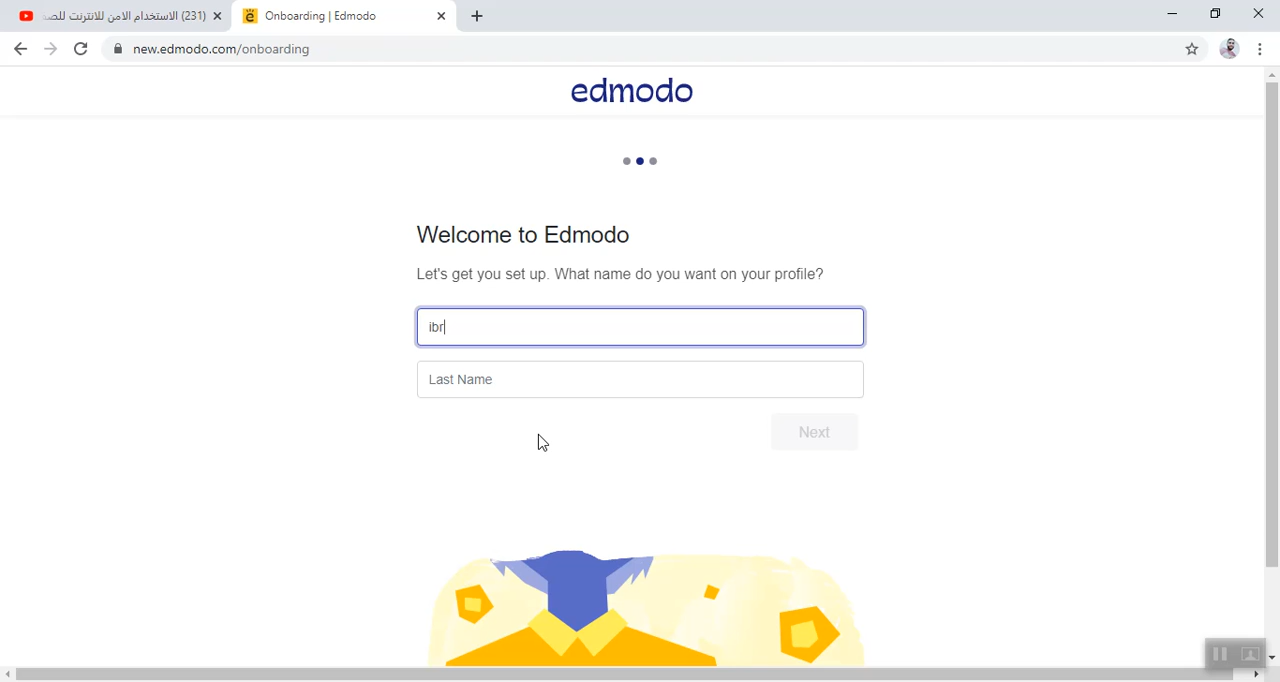 (231) الاستخدام الامن للانترنت للصف
Onboarding | Edmodo
new.edmodo.com/onboarding
edmodo
Welcome to Edmodo
Let's get you set up. What name do you want on your profile?
ibr
Last Name
Next